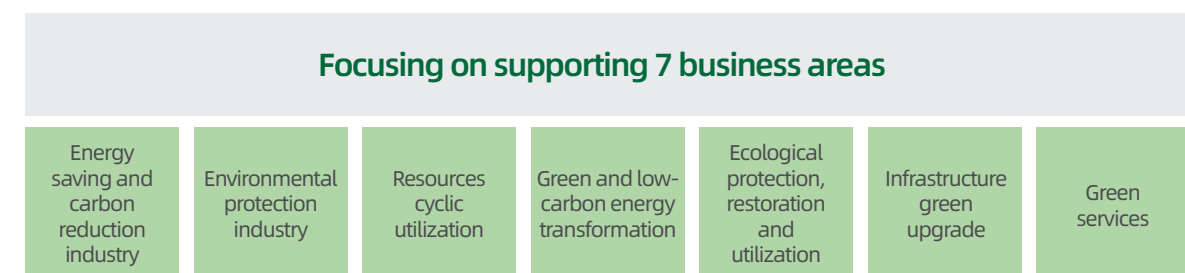 Focusing on supporting 7 business areas
Energy
saving and
carbon
reduction
industry
Environmental
protection
industry
Resources
cyclic
utilization
Green and low-
carbon energy
transformation
Ecological
protection,
restoration
and
utilization
Infrastructure
green
upgrade
Green
services